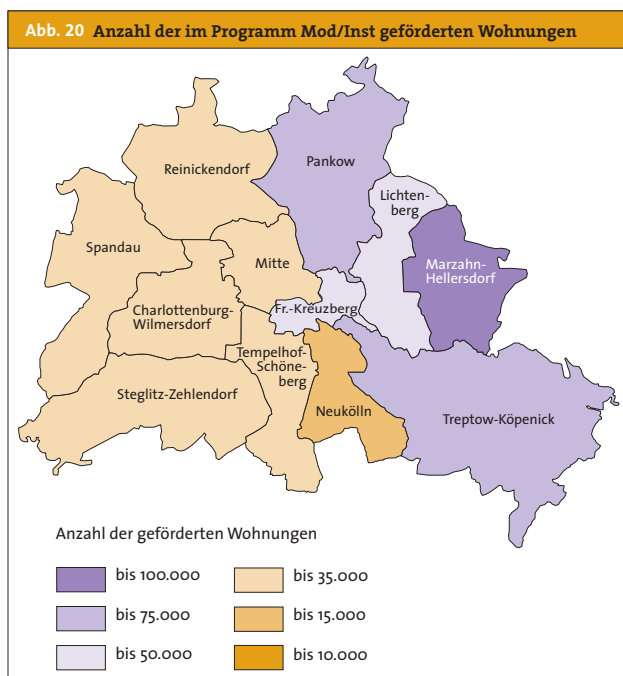 Abb. 20 Anzahl der im Programm Mod/Inst geförderten Wohnungen
Reinickendorf
Pankow
Lichten-
berg
Spandau
Mitte
Marzahn-
Hellersdorf
Charlottenburg-
Wilmersdorf
Fr.-Kreuzberg
Tempelhof-
Schöne-
berg
Steglitz-Zehlendorf
Neukölln
Treptow-Köpenick
Anzahl der geförderten Wohnungen
bis 100.000
bis 75.000
bis 50.000
bis 35.000
bis 15.000
bis 10.000